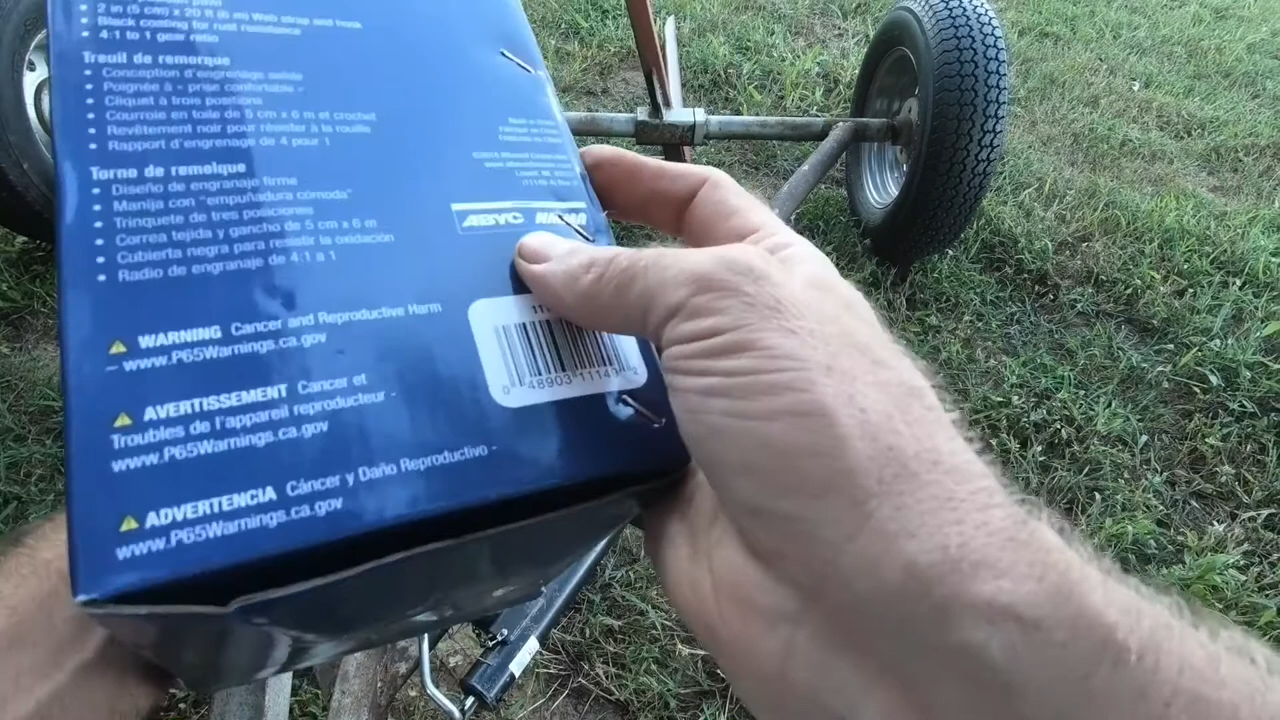 • 2 in (5 cm) x 20 ft (6 m) Web strap and hook
• Black coating for rust resistance
• 4:1 to 1 gear ratio
Treuil de remorque
• Conception d'engrenage solide
• Poignée à « prise confortable »
• Cliquet à trois positions
• Courroie en toile de 5 cm x 6 m et crochet
• Revêtement noir pour résister à la rouille
• Rapport d'engrenage de 4 pour 1
Torno de remolque
• Diseño de engranaje firme
• Manija con "empuñadura cómoda"
• Trinquete de tres posiciones
• Correa tejida y gancho de 5 cm x 6 m
• Cubierta negra para resistir la oxidación
• Radio de engranaje de 4:1 a 1
ABYC NMMA
0 48903 11143 2
WARNING Cancer and Reproductive Harm
– www.P65Warnings.ca.gov
AVERTISSEMENT Cancer et
Troubles de l'appareil reproducteur -
www.P65Warnings.ca.gov
ADVERTENCIA Cáncer y Daño Reproductivo -
www.P65Warnings.ca.gov